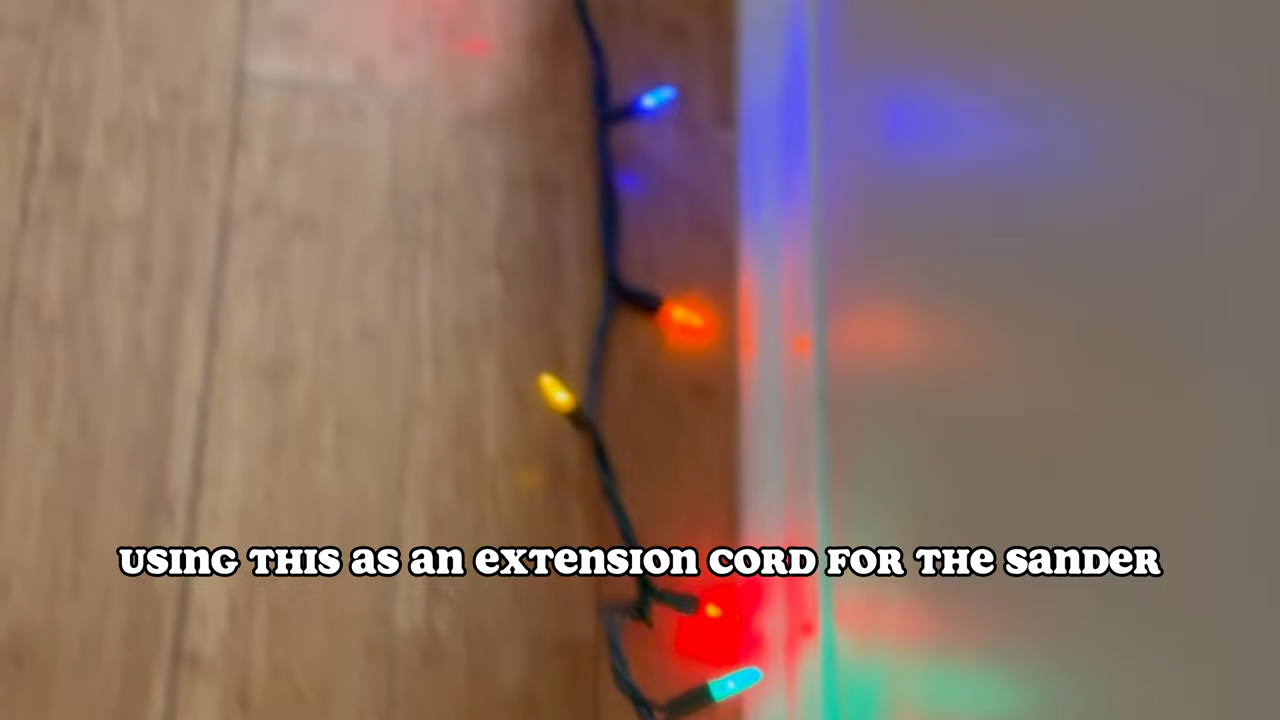 USING THIS AS AN EXTENSION CORD FOR THE SANDER